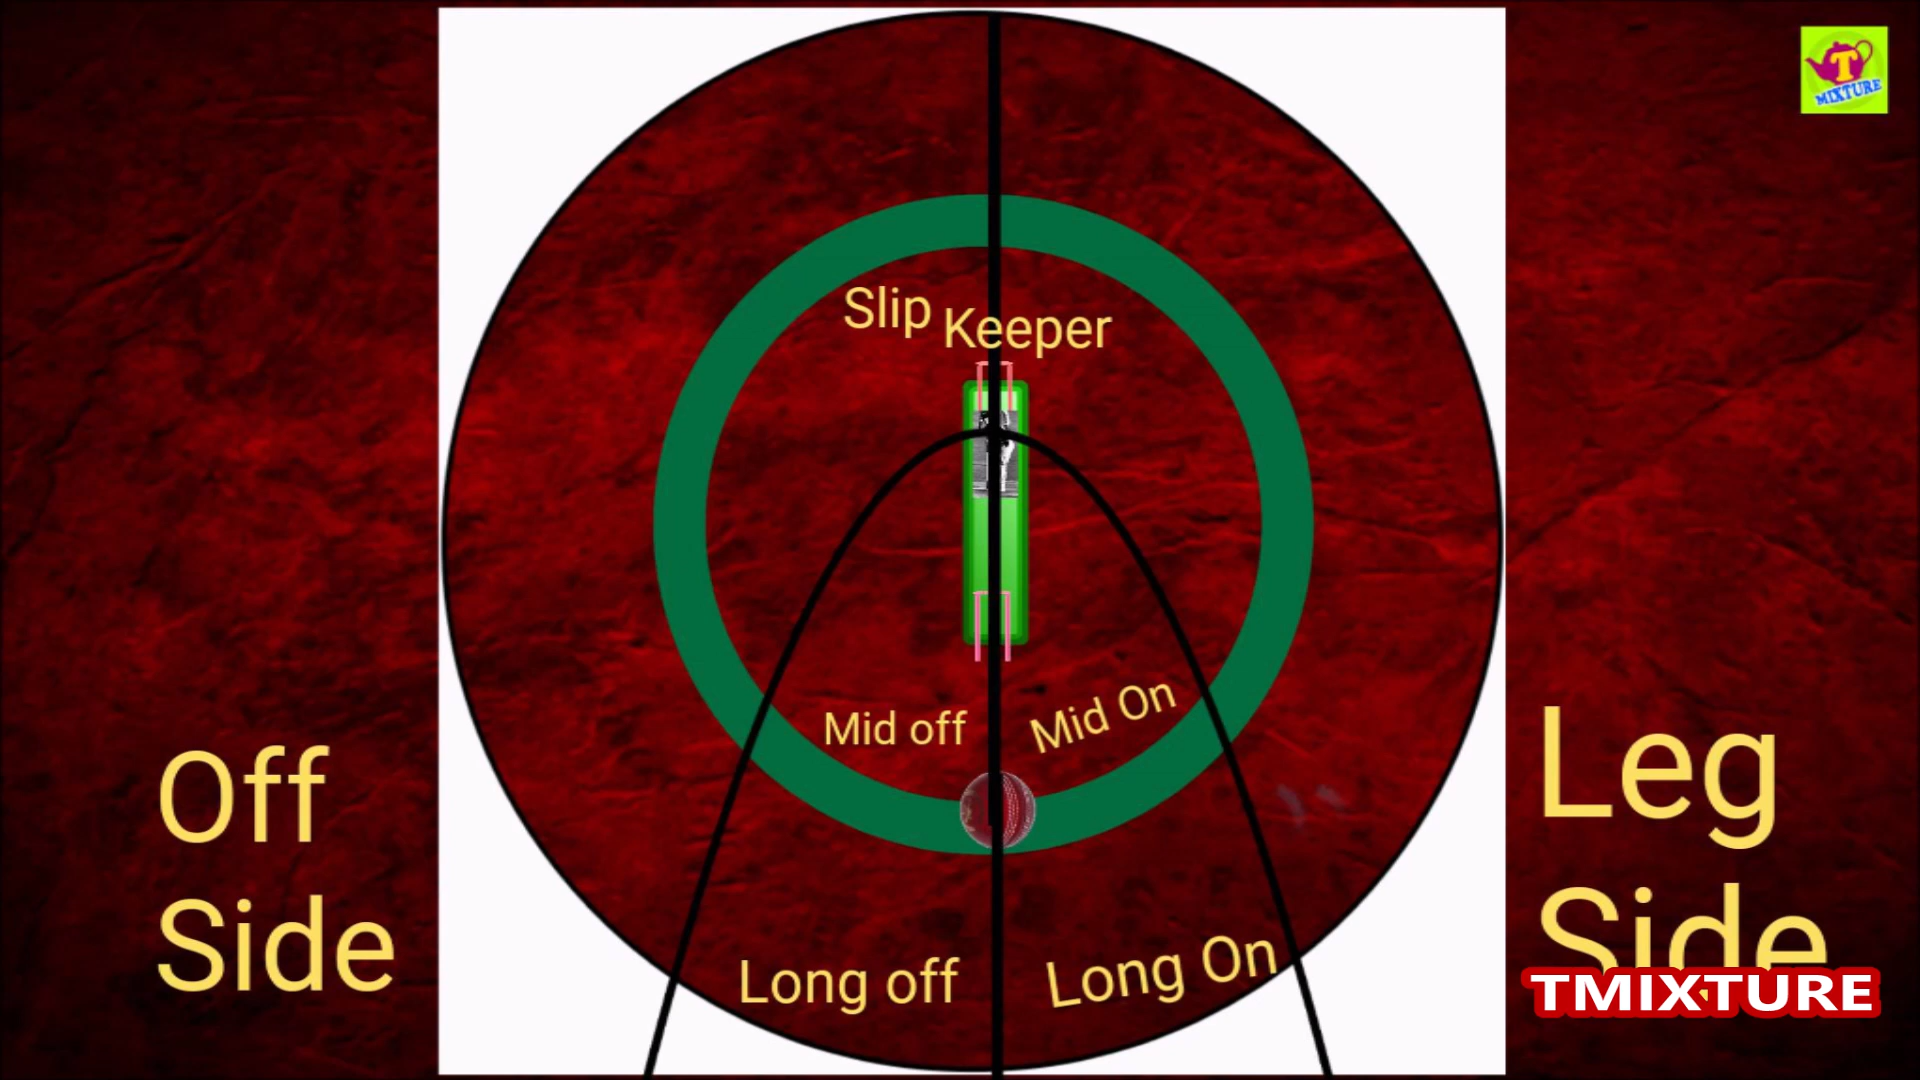 T
MIXTURE
Slip
Keeper
Mid off
Mid On
Off
Side
Leg
Side
Long off
Long On
TMIXTURE